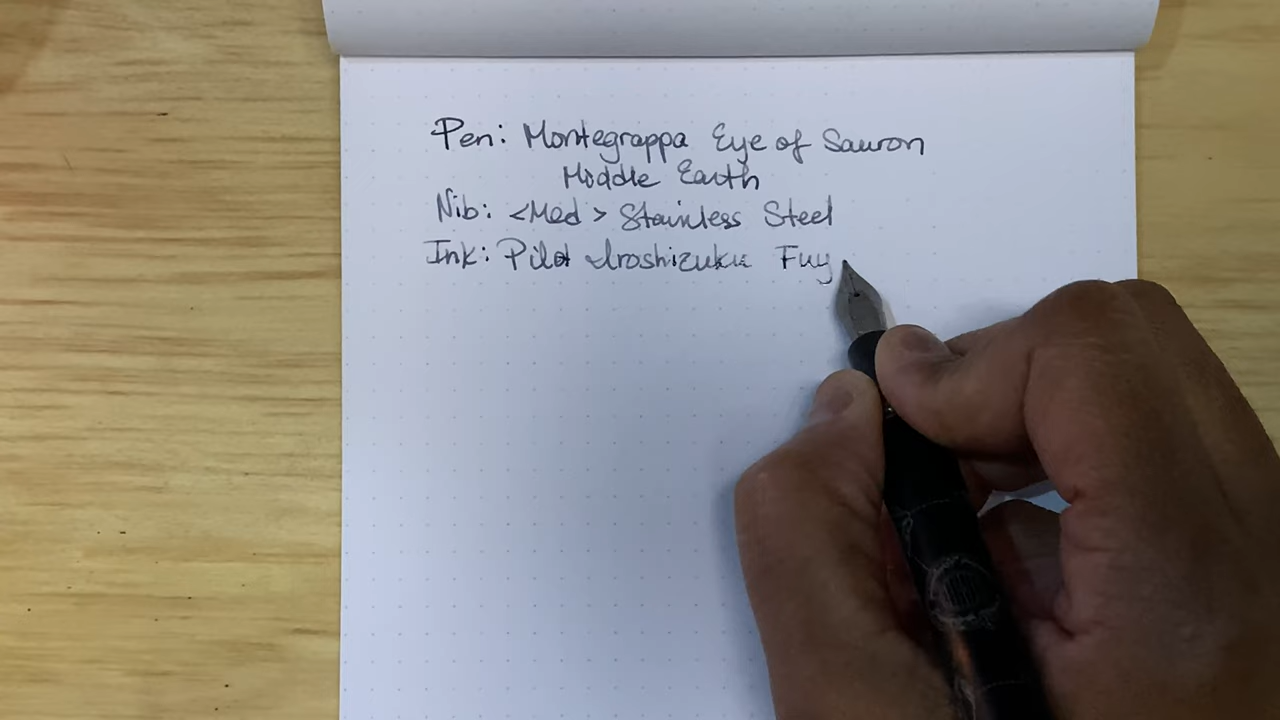 Pen: Montegrappa Eye of Sauron
Middle Earth
Nib: <Med> Stainless Steel
Ink: Pilot Iroshizuku Fuy